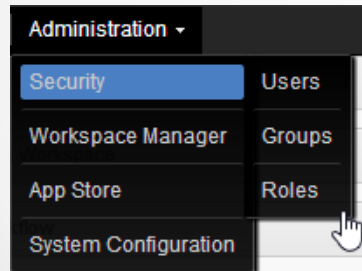 Administration
Security
Users
Workspace Manager
Groups
App Store
Roles
System Configuration